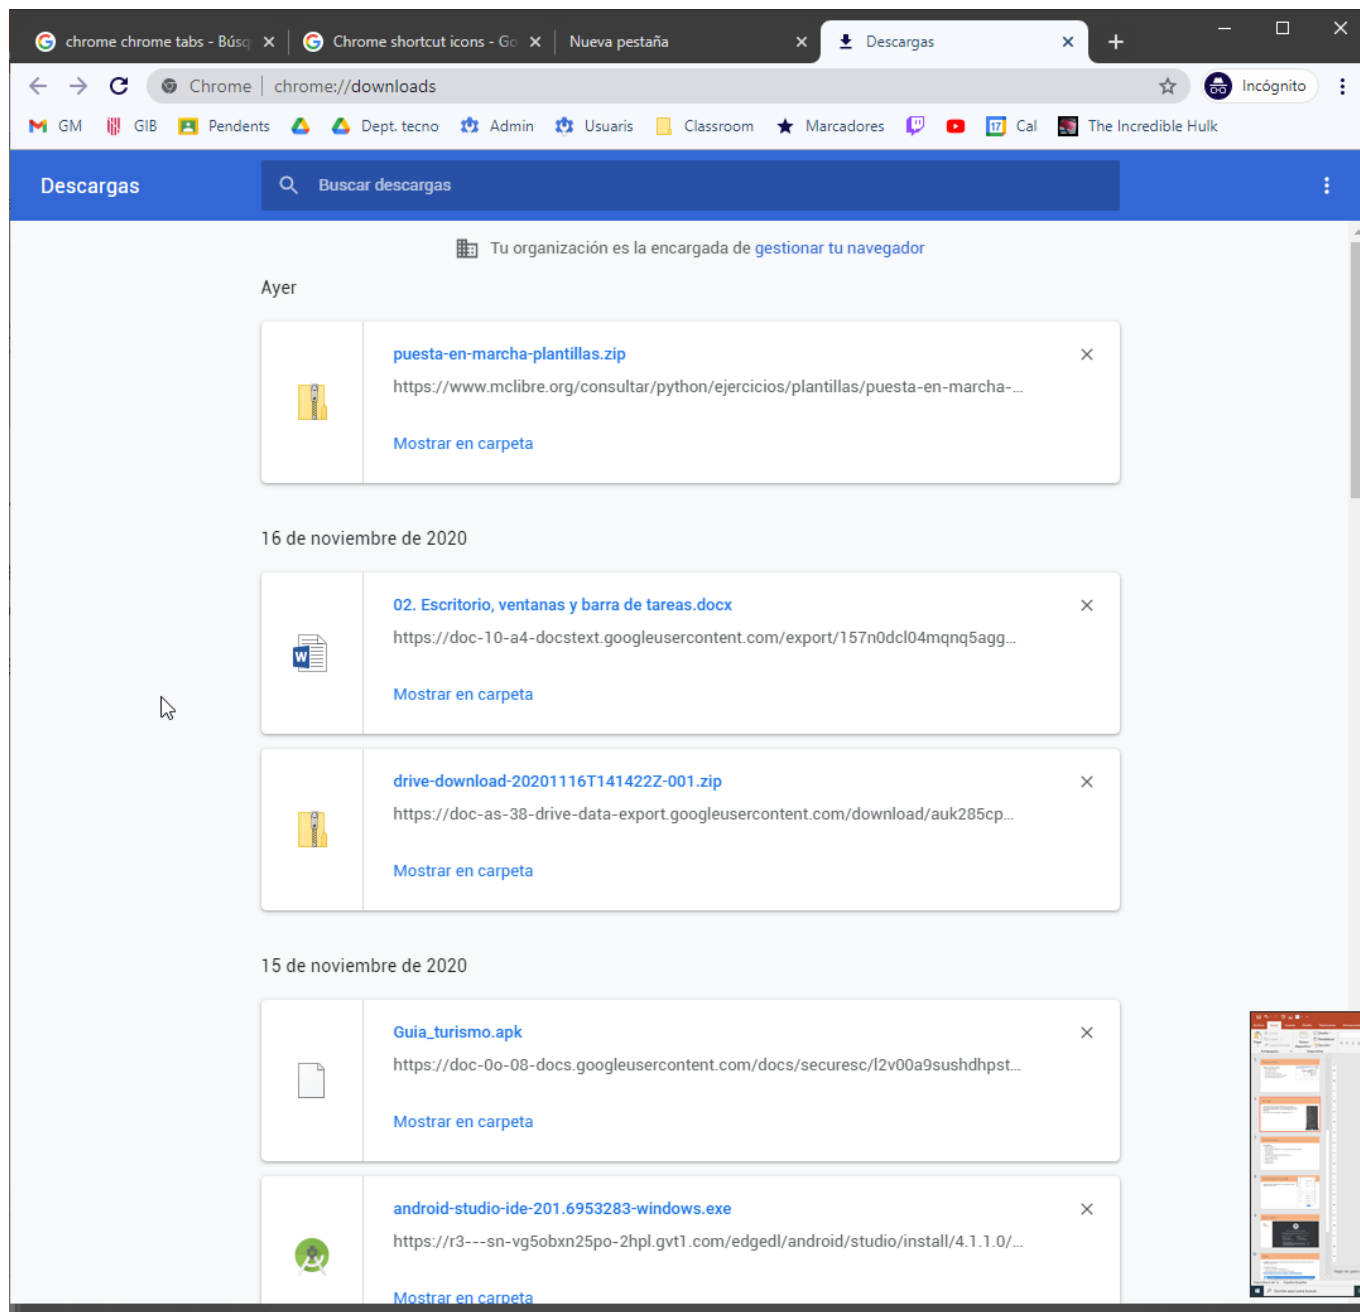 chrome chrome tabs - Búsq
Chrome shortcut icons - Go
Nueva pestaña
Descargas
Chrome | chrome://downloads
Incógnito
GM
GIB
Pendents
Dept. tecno
Admin
Usuaris
Classroom
Marcadores
17
Cal
The Incredible Hulk
Descargas
Buscar descargas
Tu organización es la encargada de gestionar tu navegador
Ayer
puesta-en-marcha-plantillas.zip
https://www.mclibre.org/consultar/python/ejercicios/plantillas/puesta-en-marcha-...
Mostrar en carpeta
16 de noviembre de 2020
02. Escritorio, ventanas y barra de tareas.docx
https://doc-10-a4-docstext.googleusercontent.com/export/157n0dcl04mqnq5agg...
W
Mostrar en carpeta
drive-download-20201116T141422Z-001.zip
https://doc-as-38-drive-data-export.googleusercontent.com/download/auk285cp...
Mostrar en carpeta
15 de noviembre de 2020
Guia_turismo.apk
https://doc-0o-08-docs.googleusercontent.com/docs/securesc/l2v00a9sushdhpst...
Mostrar en carpeta
android-studio-ide-201.6953283-windows.exe
https://r3---sn-vg5obxn25po-2hpl.gvt1.com/edgedl/android/studio/install/4.1.1.0/...
Mostrar en carpeta